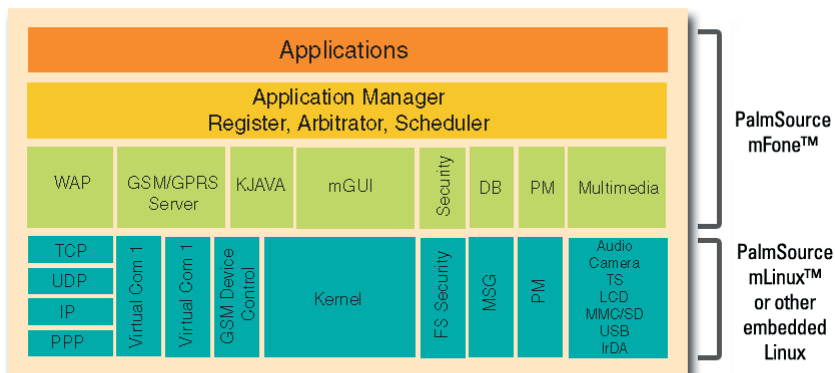 Applications
Application Manager
Register, Arbitrator, Scheduler
PalmSource
mFone™
WAP
GSM/GPRS
Server
KJAVA
mGUI
Security
DB
PM
Multimedia
TCP
UDP
IP
PPP
Virtual Com 1
Virtual Com 1
GSM Device
Control
Kernel
FS Security
MSG
PM
Audio
Camera
TS
LCD
MMC/SD
USB
IrDA
PalmSource
mLinux™
or other
embedded
Linux